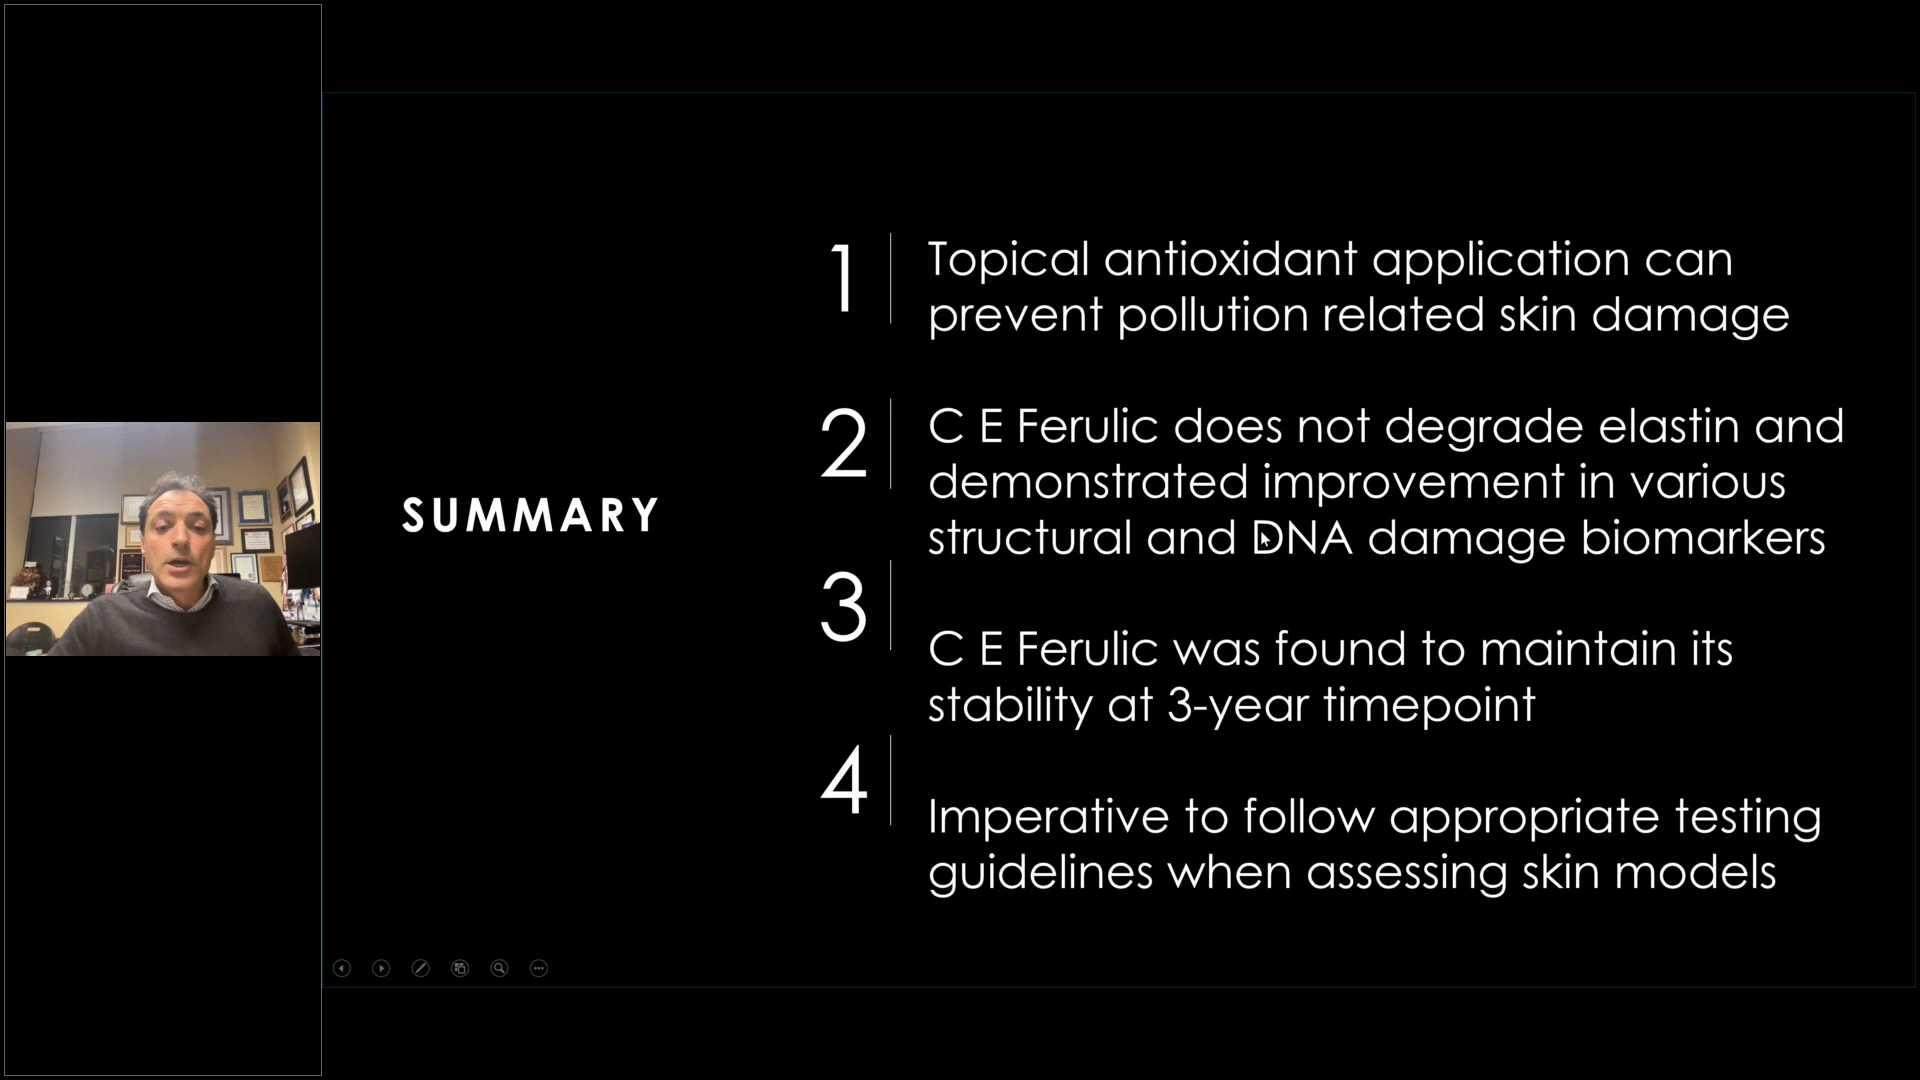 SUMMARY
1
Topical antioxidant application can
prevent pollution related skin damage
2
C E Ferulic does not degrade elastin and
demonstrated improvement in various
structural and DNA damage biomarkers
3
C E Ferulic was found to maintain its
stability at 3-year timepoint
4
Imperative to follow appropriate testing
guidelines when assessing skin models